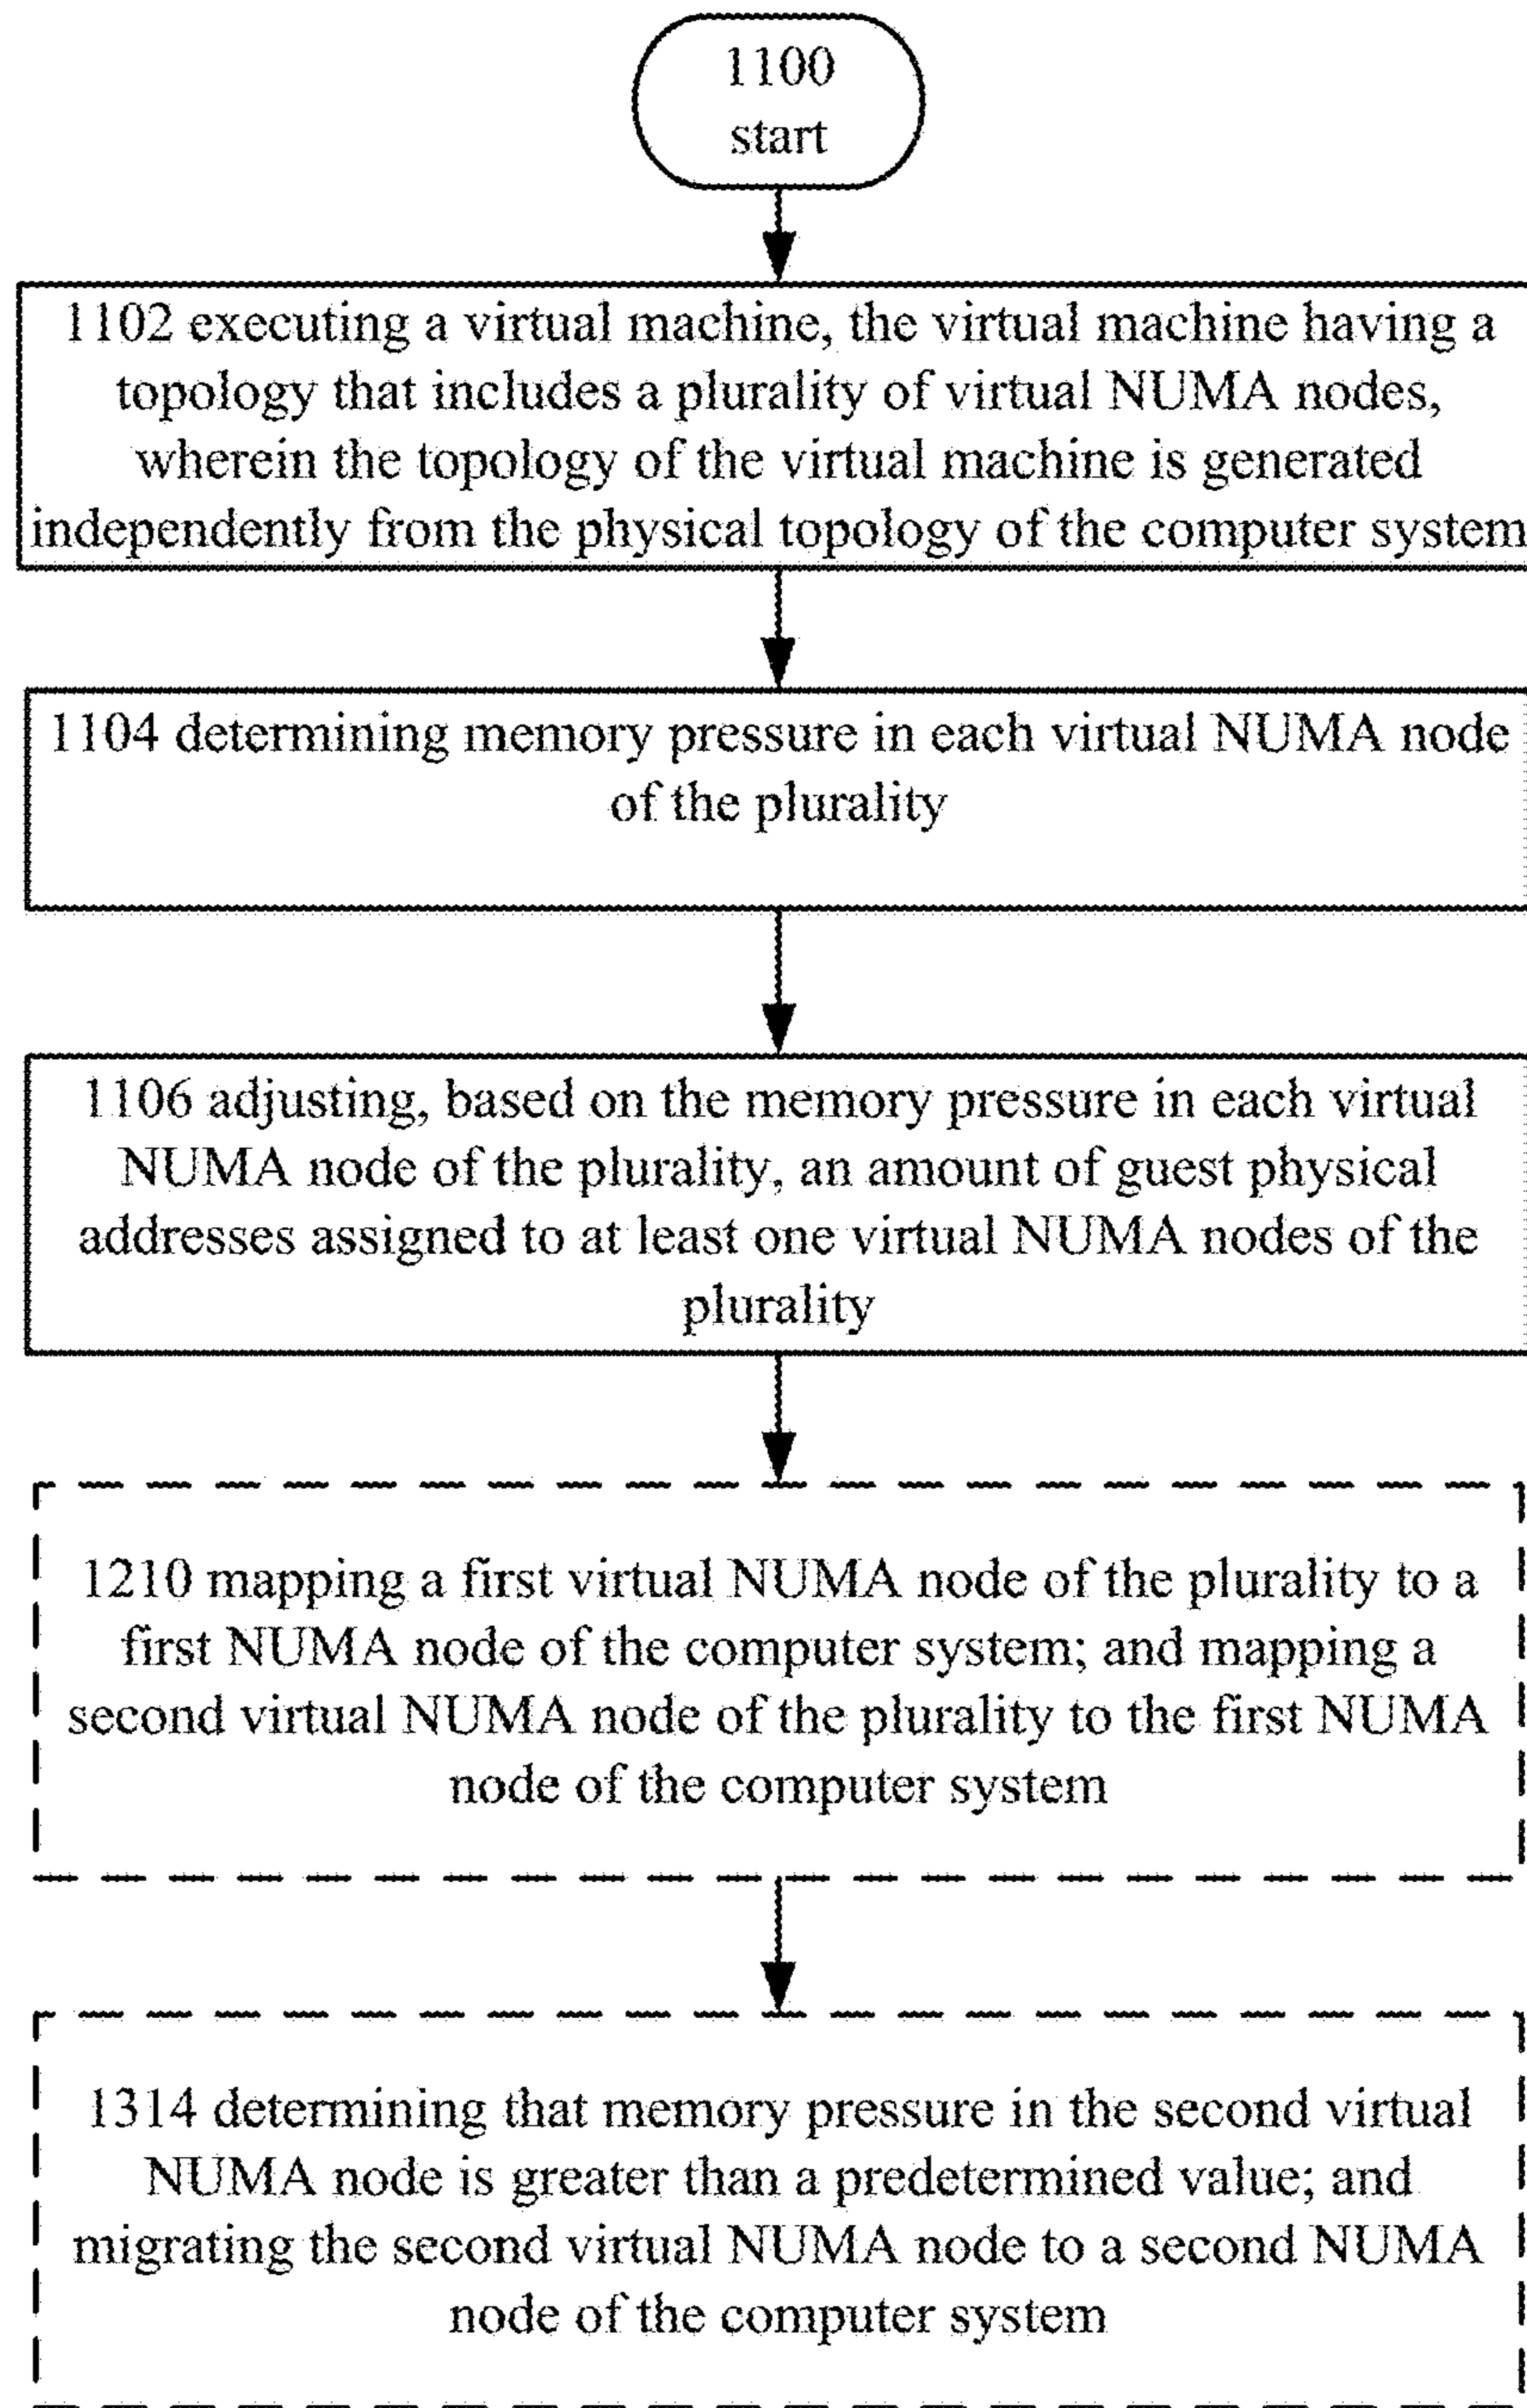 1100
start
1102 executing a virtual machine, the virtual machine having a
topology that includes a plurality of virtual NUMA nodes,
wherein the topology of the virtual machine is generated
independently from the physical topology of the computer system
1104 determining memory pressure in each virtual NUMA node
of the plurality
1106 adjusting, based on the memory pressure in each virtual
NUMA node of the plurality, an amount of guest physical
addresses assigned to at least one virtual NUMA nodes of the
plurality
1210 mapping a first virtual NUMA node of the plurality to a
first NUMA node of the computer system; and mapping a
second virtual NUMA node of the plurality to the first NUMA
node of the computer system
1314 determining that memory pressure in the second virtual
NUMA node is greater than a predetermined value; and
migrating the second virtual NUMA node to a second NUMA
node of the computer system